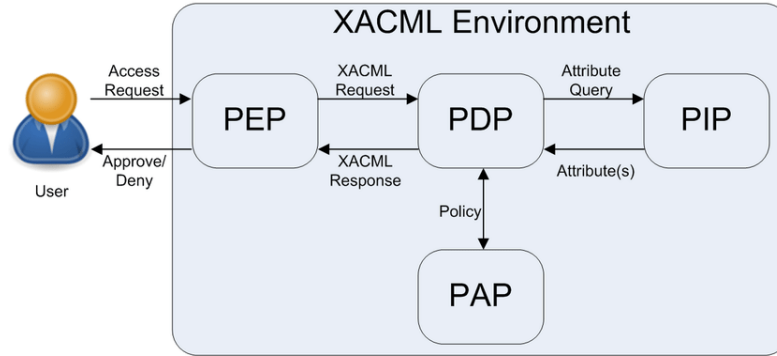 XACML Environment
Access
Request
XACML
Request
Attribute
Query
PEP
PDP
PIP
Approve/
Deny
XACML
Response
Attribute(s)
User
Policy
PAP